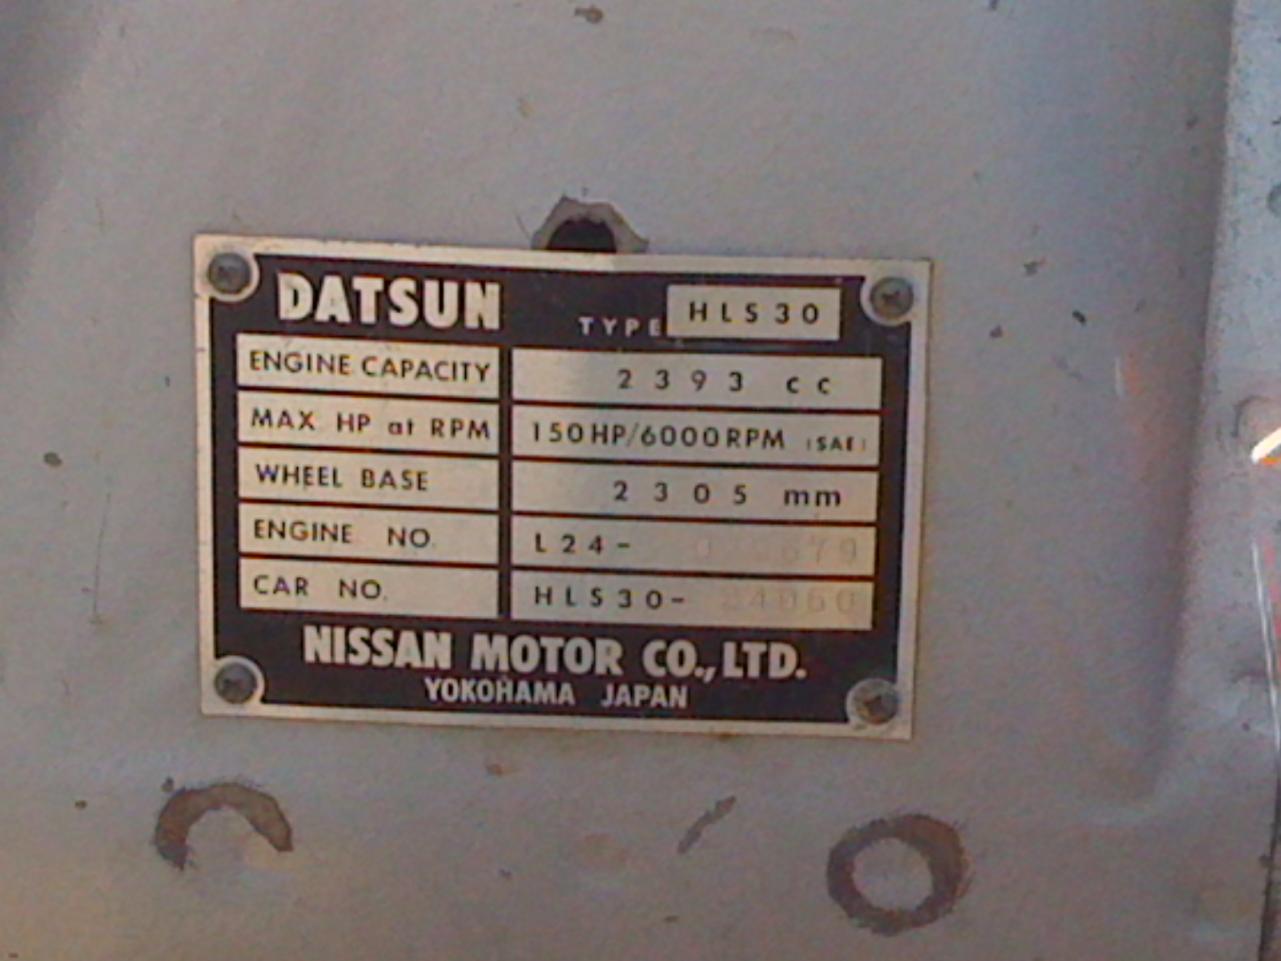 DATSUN TYPE HLS30
ENGINE CAPACITY 2393 cc
MAX HP at RPM 150HP/6000RPM (SAE)
WHEEL BASE 2305 mm
ENGINE NO. L24-
CAR NO. HLS30-
NISSAN MOTOR CO., LTD.
YOKOHAMA JAPAN